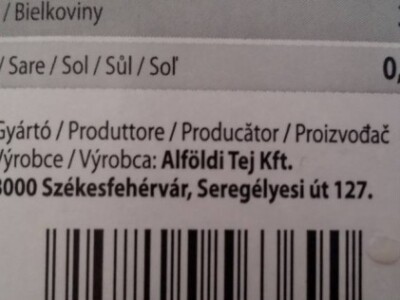 / Bielkoviny
/ Sare / Sol / Sůl / Soľ 0,
Gyártó / Produttore / Producător / Proizvođač
Výrobce / Výrobca: Alföldi Tej Kft.
8000 Székesfehérvár, Seregélyesi út 127.